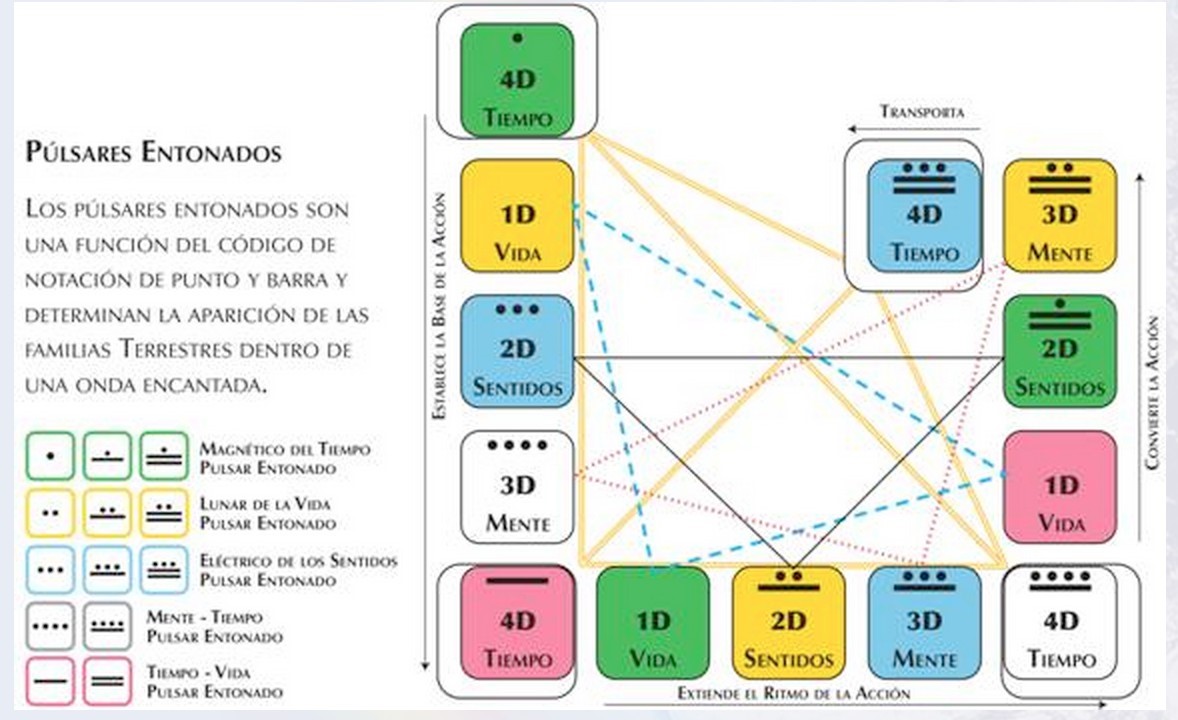 Púlsares Entonados
Los púlsares entonados son
una función del código de
notación de punto y barra y
determinan la aparición de las
familias Terrestres dentro de
una onda encantada.
Magnético del Tiempo
Pulsar Entonado
Lunar de la Vida
Pulsar Entonado
Eléctrico de los Sentidos
Pulsar Entonado
Mente - Tiempo
Pulsar Entonado
Tiempo - Vida
Pulsar Entonado
Establece la Base de la Acción
4D
Tiempo
1D
Vida
2D
Sentidos
3D
Mente
4D
Tiempo
1D
Vida
2D
Sentidos
3D
Mente
4D
Tiempo
Extiende el Ritmo de la Acción
1D
Vida
2D
Sentidos
3D
Mente
4D
Tiempo
Transporta
Convierte la Acción